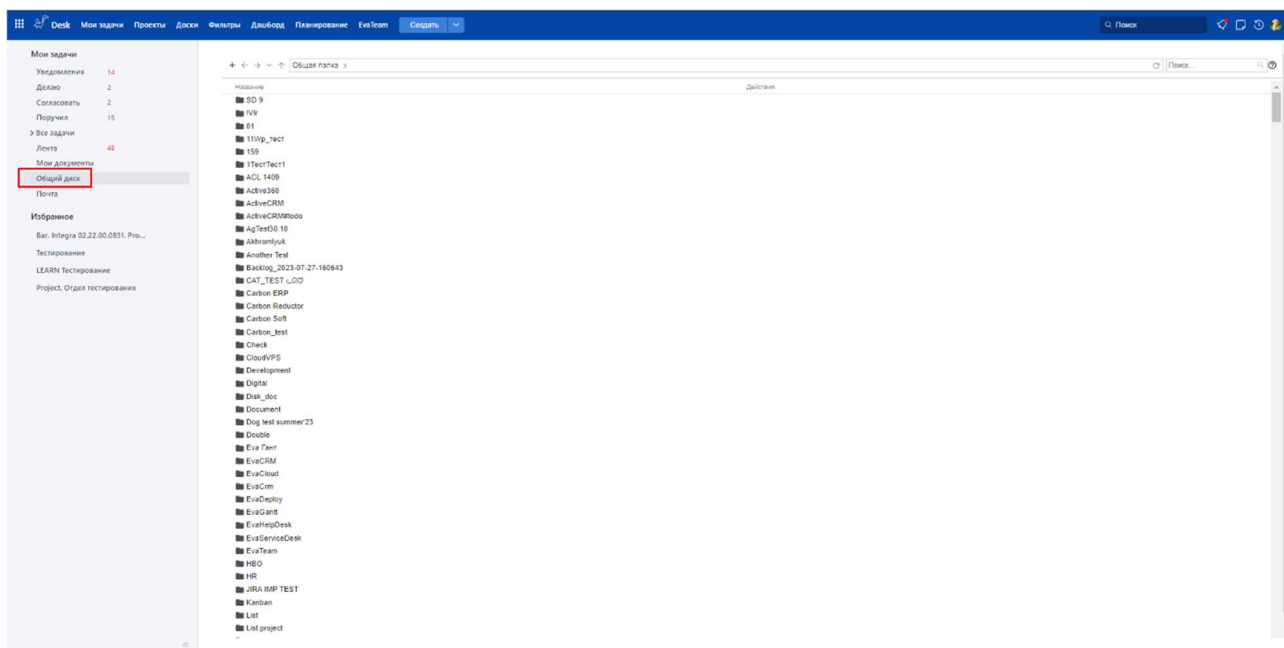 Desk Мои задачи Проекты Доски Фильтры Дашборд Планирование EvaTeam Создать Поиск
Мои задачи
Уведомления 14
Делаю 2
Согласовать 2
Поручил 15
Все задачи
Лента 48
Мои документы
Общий диск
Почта
Избранное
Баг. Integra 02.22.00.0831. Pro...
Тестирование
LEARN Тестирование
Project. Отдел тестирования
Общая папка
Поиск...
Название Действия
SD 9
!Vlr
01
11Wp_тест
159
1ТестТест1
ACL 1409
Active360
ActiveCRM
ActiveCRM#todo
AgTest30.10
Akhromlyuk
Another Test
Backlog_2023-07-27-160643
CAT_TEST
Carbon ERP
Carbon Reductor
Carbon Soft
Carbon_test
Check
CloudVPS
Development
Digital
Disk_doc
Document
Dog test summer'23
Double
Eva Гант
EvaCRM
EvaCloud
EvaCrm
EvaDeploy
EvaGantt
EvaHelpDesk
EvaServiceDesk
EvaTeam
HBO
HR
JIRA IMP TEST
Kanban
List
List project